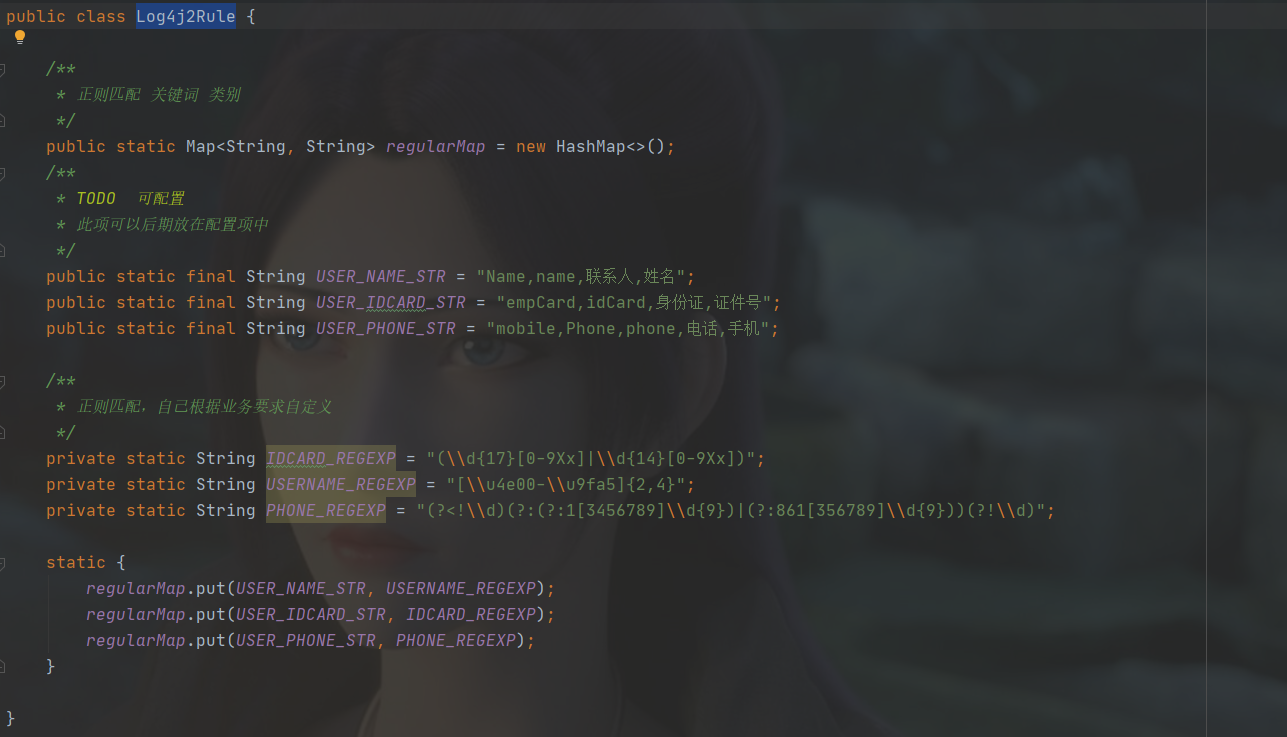 public class Log4j2Rule {
/**
* 正则匹配 关键词 类别
*/
public static Map<String, String> regularMap = new HashMap<>();
/**
* TODO 可配置
* 此项可以后期放在配置项中
*/
public static final String USER_NAME_STR = "Name,name,联系人,姓名";
public static final String USER_IDCARD_STR = "empCard,idCard,身份证,证件号";
public static final String USER_PHONE_STR = "mobile,Phone,phone,电话,手机";
/**
* 正则匹配，自己根据业务要求自定义
*/
private static String IDCARD_REGEXP = "(\\d{17}[0-9Xx]|\\d{14}[0-9Xx])";
private static String USERNAME_REGEXP = "[\\u4e00-\\u9fa5]{2,4}";
private static String PHONE_REGEXP = "(?<!\\d)(?:(?:1[3456789]\\d{9})|(?:861[356789]\\d{9}))(?!\\d)";
static {
regularMap.put(USER_NAME_STR, USERNAME_REGEXP);
regularMap.put(USER_IDCARD_STR, IDCARD_REGEXP);
regularMap.put(USER_PHONE_STR, PHONE_REGEXP);
}
}